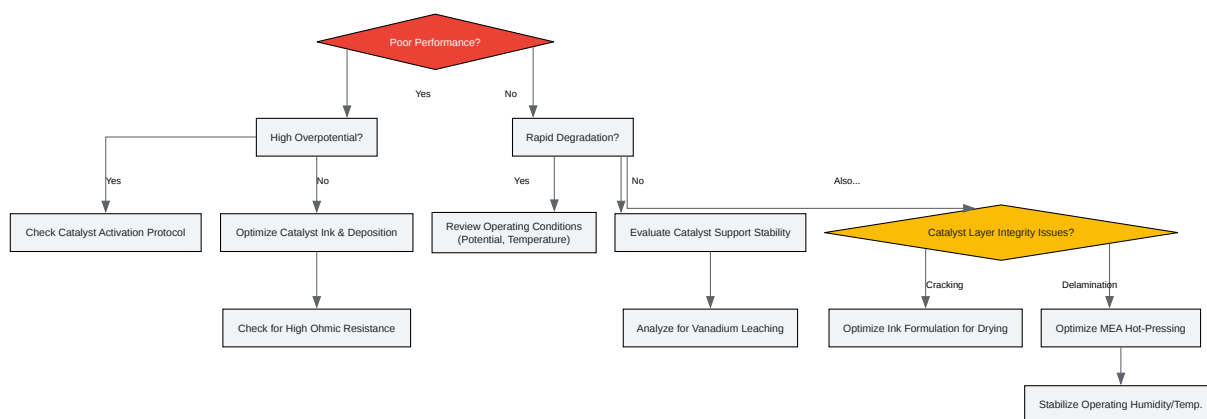 Poor Performance?
Yes
No
High Overpotential?
Rapid Degradation?
Yes
No
Yes
No
Also...
Check Catalyst Activation Protocol
Optimize Catalyst Ink & Deposition
Review Operating Conditions
(Potential, Temperature)
Evaluate Catalyst Support Stability
Catalyst Layer Integrity Issues?
Cracking
Delamination
Check for High Ohmic Resistance
Analyze for Vanadium Leaching
Optimize Ink Formulation for Drying
Optimize MEA Hot-Pressing
Stabilize Operating Humidity/Temp.